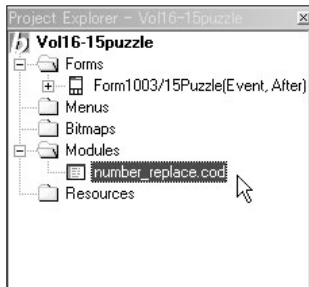 Project Explorer - Vol16-15puzzle
Vol16-15puzzle
Forms
Form1003/15Puzzle(Event, After)
Menus
Bitmaps
Modules
number_replace.cod
Resources